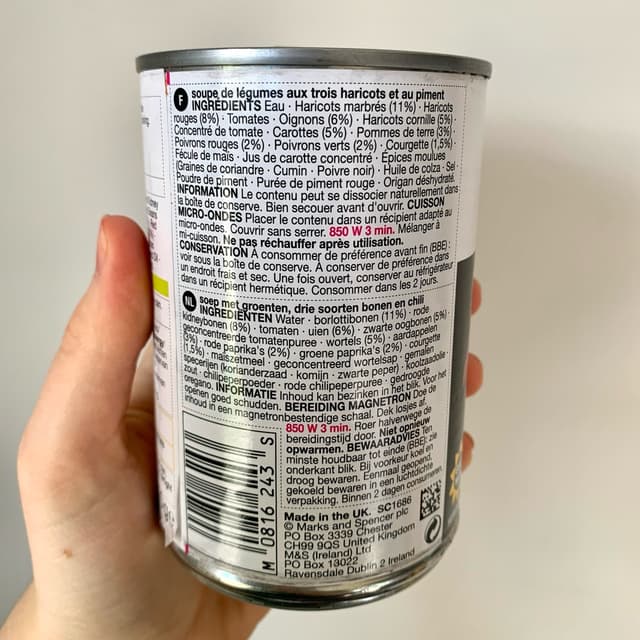 F soupe de légumes aux trois haricots et au piment
INGRÉDIENTS Eau · Haricots marbrés (11%) · Haricots
rouges (8%) · Tomates · Oignons (6%) · Haricots cornille (5%) ·
Concentré de tomate · Carottes (5%) · Pommes de terre (3%) ·
Poivrons rouges (2%) · Poivrons verts (2%) · Courgette (1,5%) ·
Fécule de maïs · Jus de carotte concentré · Épices moulues
(Graines de coriandre · Cumin · Poivre noir) · Huile de colza · Sel ·
Poudre de piment · Purée de piment rouge · Origan déshydraté.
INFORMATION Le contenu peut se dissocier naturellement dans
la boîte de conserve. Bien secouer avant d'ouvrir. CUISSON
MICRO-ONDES Placer le contenu dans un récipient adapté au
micro-ondes. Couvrir sans serrer. 850 W 3 min. Mélanger à
mi-cuisson. Ne pas réchauffer après utilisation.
CONSERVATION À consommer de préférence avant fin (BBE) :
voir sous la boîte de conserve. À conserver de préférence dans
un endroit frais et sec. Une fois ouvert, conserver au réfrigérateur
dans un récipient hermétique. Consommer dans les 2 jours.
NL soep met groenten, drie soorten bonen en chili
INGREDIËNTEN Water · borlottibonen (11%) · rode
kidneybonen (8%) · tomaten · uien (6%) · zwarte oogbonen (5%) ·
geconcentreerde tomatenpuree · wortels (5%) · aardappelen
(3%) · rode paprika's (2%) · groene paprika's (2%) · courgette
(1,5%) · maïszetmeel · geconcentreerd wortelsap · gemalen
specerijen (korianderzaad · komijn · zwarte peper) · koolzaadolie ·
zout · chilipeperpoeder · rode chilipeperpuree · gedroogde
oregano. INFORMATIE Inhoud kan bezinken in het blik. Voor het
openen goed schudden. BEREIDING MAGNETRON Doe de
inhoud in een magnetronbestendige schaal. Dek losjes af.
850 W 3 min. Roer halverwege de
bereidingstijd door. Niet opnieuw
opwarmen. BEWAARADVIES Ten
minste houdbaar tot einde (BBE): zie
onderkant blik. Bij voorkeur koel en
droog bewaren. Eenmaal geopend,
gekoeld bewaren in een luchtdichte
verpakking. Binnen 2 dagen consumeren.
M 0816 243 S
Made in the UK. SC1686
© Marks and Spencer plc
PO Box 3339 Chester
CH99 9QS United Kingdom
M&S (Ireland) Ltd
PO Box 13022
Ravensdale Dublin 2 Ireland